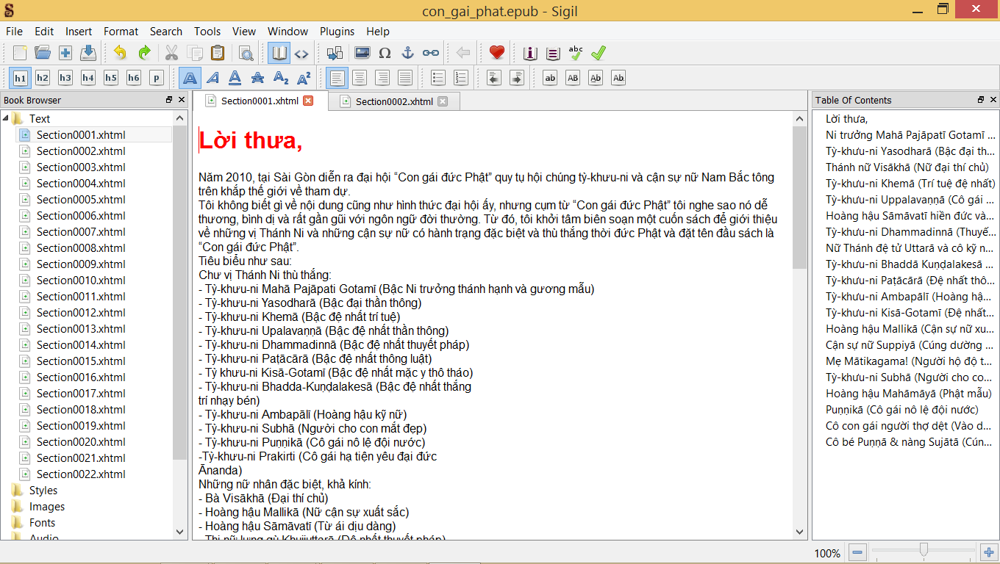 con_gai_phat.epub - Sigil
File Edit Insert Format Search Tools View Window Plugins Help
h1 h2 h3 h4 h5 h6 p A A A A A₂ A² ab AB Ab Ab.
Book Browser
Text
Section0001.xhtml
Section0002.xhtml
Section0003.xhtml
Section0004.xhtml
Section0005.xhtml
Section0006.xhtml
Section0007.xhtml
Section0008.xhtml
Section0009.xhtml
Section0010.xhtml
Section0011.xhtml
Section0012.xhtml
Section0013.xhtml
Section0014.xhtml
Section0015.xhtml
Section0016.xhtml
Section0017.xhtml
Section0018.xhtml
Section0019.xhtml
Section0020.xhtml
Section0021.xhtml
Section0022.xhtml
Styles
Images
Fonts
Audio
Section0001.xhtml Section0002.xhtml
Lời thưa,
Năm 2010, tại Sài Gòn diễn ra đại hội “Con gái đức Phật” quy tụ hội chúng tỳ-khưu-ni và cận sự nữ Nam Bắc tông
trên khắp thế giới về tham dự.
Tôi không biết gì về nội dung cũng như hình thức đại hội ấy, nhưng cụm từ “Con gái đức Phật” tôi nghe sao nó dễ
thương, bình dị và rất gần gũi với ngôn ngữ đời thường. Từ đó, tôi khởi tâm biên soạn một cuốn sách để giới thiệu
về những vị Thánh Ni và những cận sự nữ có hành trạng đặc biệt và thù thắng thời đức Phật và đặt tên đầu sách là
“Con gái đức Phật”.
Tiêu biểu như sau:
Chư vị Thánh Ni thù thắng:
- Tỳ-khưu-ni Mahā Pajāpati Gotamī (Bậc Ni trưởng thánh hạnh và gương mẫu)
- Tỳ-khưu-ni Yasodharā (Bậc đại thần thông)
- Tỳ-khưu-ni Khemā (Bậc đệ nhất trí tuệ)
- Tỳ-khưu-ni Upalavaṇṇā (Bậc đệ nhất thần thông)
- Tỳ-khưu-ni Dhammadinnā (Bậc đệ nhất thuyết pháp)
- Tỳ-khưu-ni Paṭācārā (Bậc đệ nhất thông luật)
- Tỳ khưu-ni Kisā-Gotamī (Bậc đệ nhất mặc y thô tháo)
- Tỳ-khưu-ni Bhadda-Kuṇḍalakesā (Bậc đệ nhất thắng
trí nhạy bén)
- Tỳ-khưu-ni Ambapālī (Hoàng hậu kỹ nữ)
- Tỳ-khưu-ni Subhā (Người cho con mắt đẹp)
- Tỳ-khưu-ni Puṇṇikā (Cô gái nô lệ đội nước)
-Tỳ-khưu-ni Prakirti (Cô gái hạ tiện yêu đại đức
Ānanda)
Những nữ nhân đặc biệt, khả kính:
- Bà Visākhā (Đại thí chủ)
- Hoàng hậu Mallikā (Nữ cận sự xuất sắc)
- Hoàng hậu Sāmāvatī (Từ ái dịu dàng)
- Thị nữ lưng gù Khujjuttarā (Đệ nhất thuyết pháp)
Table Of Contents
Lời thưa,
Ni trưởng Mahā Pajāpatī Gotamī ...
Tỳ-khưu-ni Yasodharā (Bậc đại th...
Thánh nữ Visākhā (Nữ đại thí chủ)
Tỳ-khưu-ni Khemā (Trí tuệ đệ nhất)
Tỳ-khưu-ni Uppalavaṇṇā (Cô gái ...
Hoàng hậu Sāmāvatī hiền đức và...
Tỳ-khưu-ni Dhammadinnā (Thuyế...
Nữ Thánh đệ tử Uttarā và cô kỹ n...
Tỳ-khưu-ni Bhaddā Kuṇḍalakesā ...
Tỳ-khưu-ni Paṭācārā (Đệ nhất thô...
Tỳ-khưu-ni Ambapālī (Hoàng hậ...
Tỳ-khưu-ni Kisā-Gotamī (Đệ nhất...
Hoàng hậu Mallikā (Cận sự nữ xu...
Cận sự nữ Suppiyā (Cúng dường ...
Mẹ Mātikagama! (Người hộ độ t...
Tỳ-khưu-ni Subhā (Người cho co...
Hoàng hậu Mahāmāyā (Phật mẫu)
Puṇṇikā (Cô gái nô lệ đội nước)
Cô con gái người thợ dệt (Vào d...
Cô bé Puṇṇā & nàng Sujātā (Cún...
100%